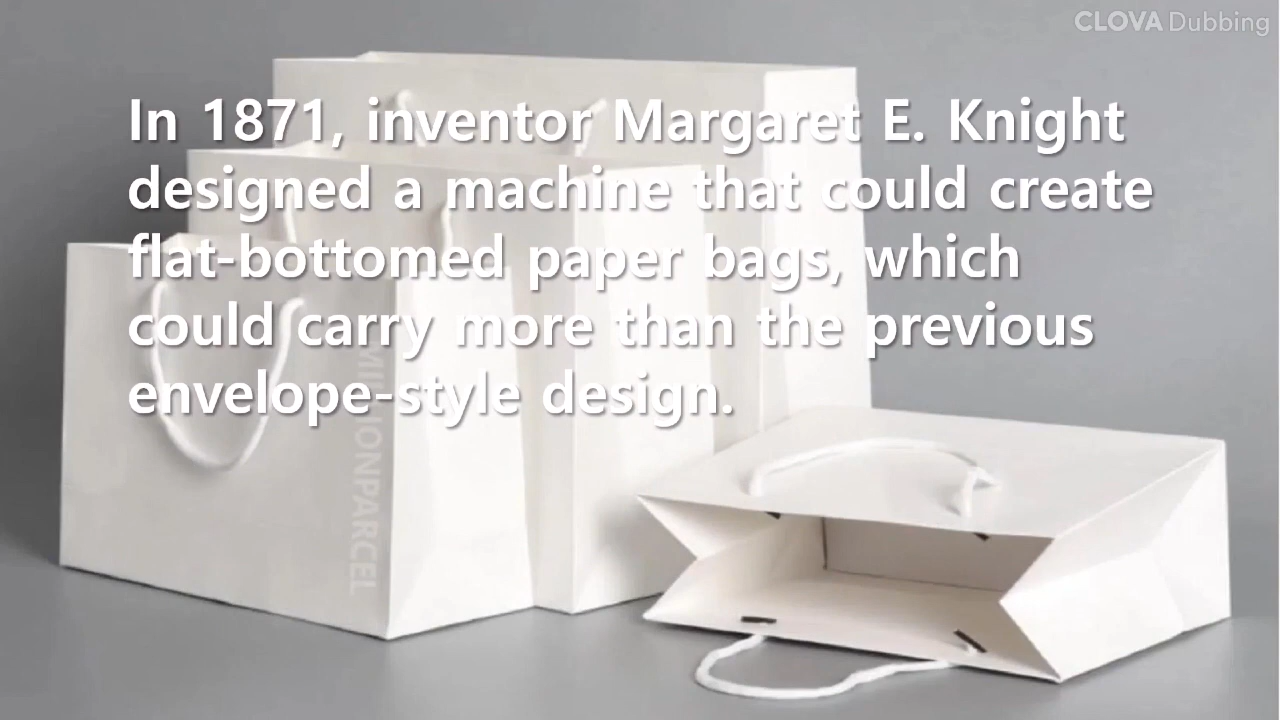 CLOVA Dubbing
In 1871, inventor Margaret E. Knight
designed a machine that could create
flat-bottomed paper bags, which
could carry more than the previous
envelope-style design.
MILLIONPARCEL